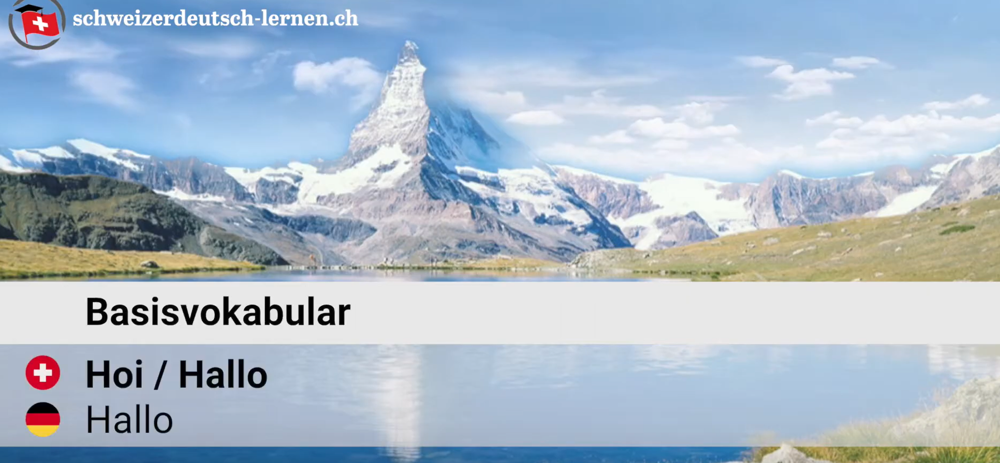 schweizerdeutsch-lernen.ch
Basisvokabular
Hoi / Hallo
Hallo